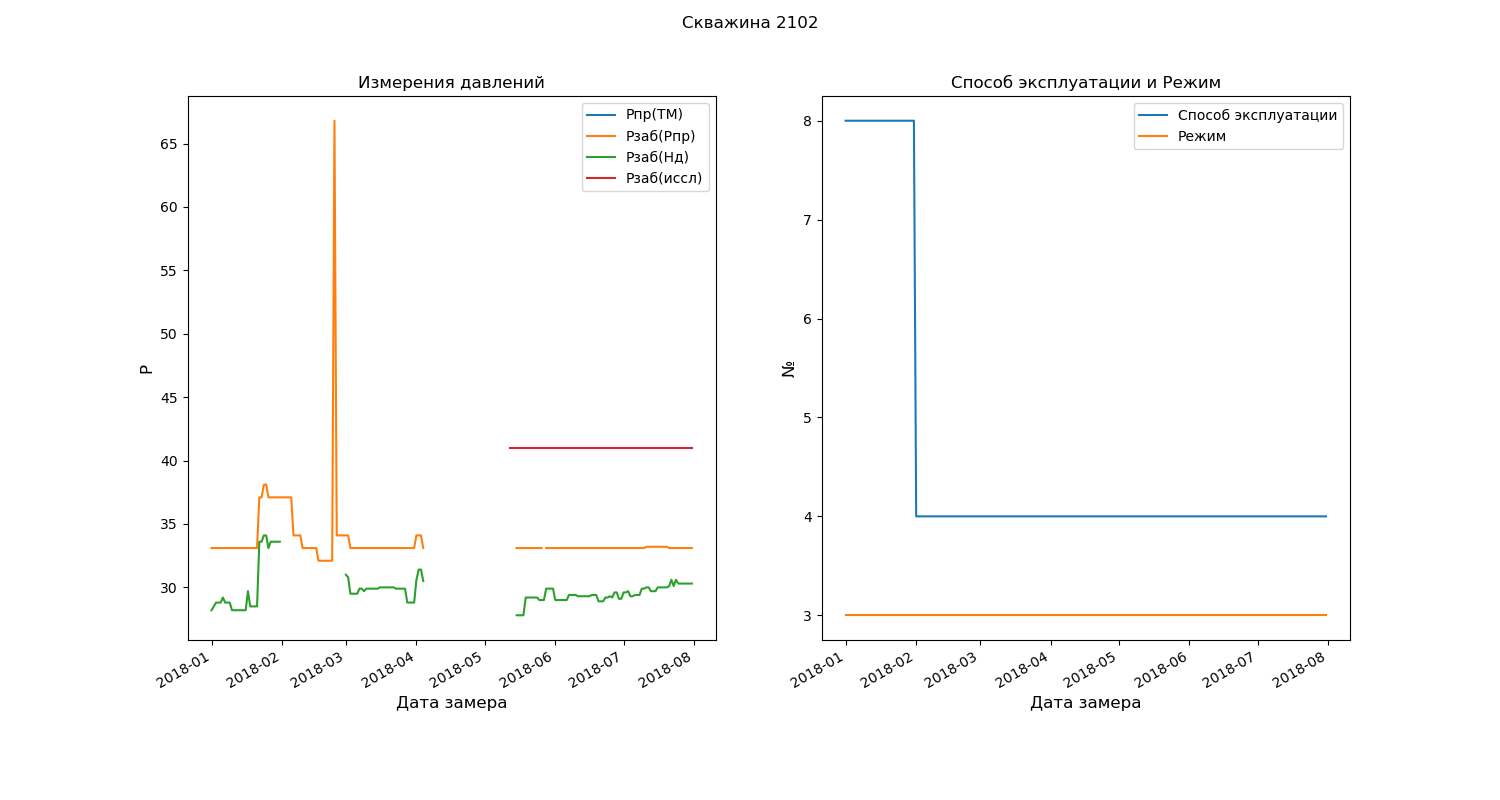 Скважина 2102
Измерения давлений
Рпр(ТМ)
Рзаб(Рпр)
Рзаб(Нд)
Рзаб(иссл)
65
60
55
50
45
40
35
30
Р
2018-01
2018-02
2018-03
2018-04
2018-05
2018-06
2018-07
2018-08
Дата замера
Способ эксплуатации и Режим
Способ эксплуатации
Режим
8
7
6
5
4
3
№
2018-01
2018-02
2018-03
2018-04
2018-05
2018-06
2018-07
2018-08
Дата замера